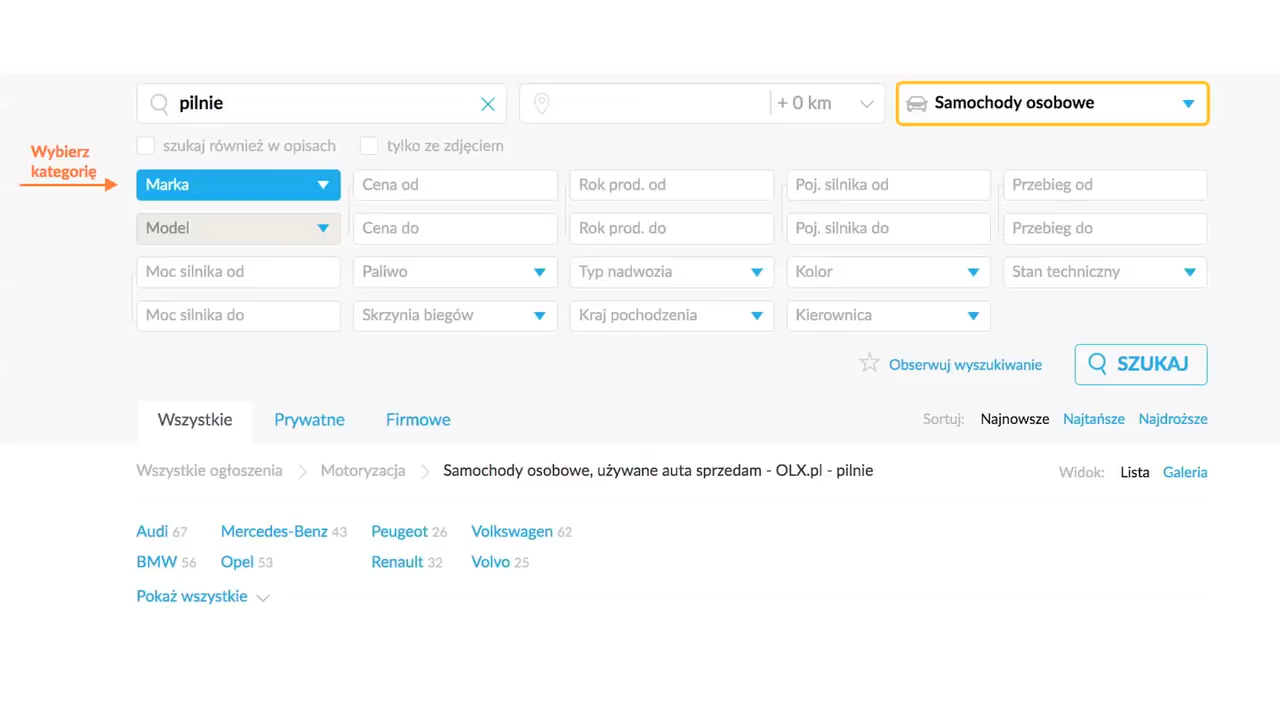 pilnie
+ 0 km
Samochody osobowe
szukaj również w opisach
tylko ze zdjęciem
Wybierz
kategorię
Marka
Cena od
Rok prod. od
Poj. silnika od
Przebieg od
Model
Cena do
Rok prod. do
Poj. silnika do
Przebieg do
Moc silnika od
Paliwo
Typ nadwozia
Kolor
Stan techniczny
Moc silnika do
Skrzynia biegów
Kraj pochodzenia
Kierownica
Obserwuj wyszukiwanie
SZUKAJ
Wszystkie
Prywatne
Firmowe
Sortuj: Najnowsze Najtańsze Najdroższe
Wszystkie ogłoszenia
Motoryzacja
Samochody osobowe, używane auta sprzedam - OLX.pl - pilnie
Widok: Lista Galeria
Audi 67
Mercedes-Benz 43
Peugeot 26
Volkswagen 62
BMW 56
Opel 53
Renault 32
Volvo 25
Pokaż wszystkie